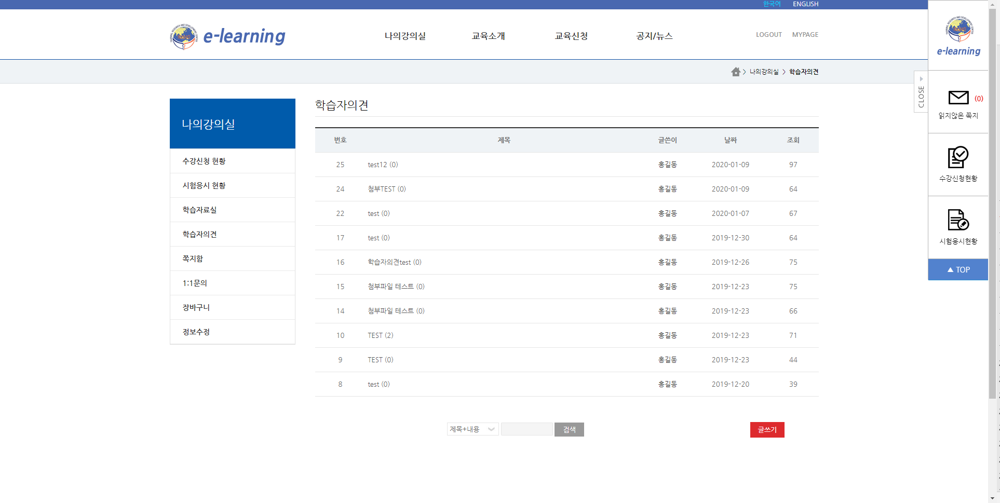 한국어 ENGLISH
e-learning 나의강의실 교육소개 교육신청 공지/뉴스 LOGOUT MYPAGE
나의강의실 학습자의견
나의강의실
수강신청 현황
시험응시 현황
학습자료실
학습자의견
쪽지함
1:1문의
장바구니
정보수정
학습자의견
번호 제목 글쓴이 날짜 조회
25 test12 (0) 홍길동 2020-01-09 97
24 첨부TEST (0) 홍길동 2020-01-09 64
22 test (0) 홍길동 2020-01-07 67
17 test (0) 홍길동 2019-12-30 64
16 학습자의견test (0) 홍길동 2019-12-26 75
15 첨부파일 테스트 (0) 홍길동 2019-12-23 75
14 첨부파일 테스트 (0) 홍길동 2019-12-23 66
10 TEST (2) 홍길동 2019-12-23 71
9 TEST (0) 홍길동 2019-12-23 44
8 test (0) 홍길동 2019-12-20 39
제목+내용 검색 글쓰기
e-learning
CLOSE
(0)
읽지않은 쪽지
수강신청현황
시험응시현황
▲ TOP